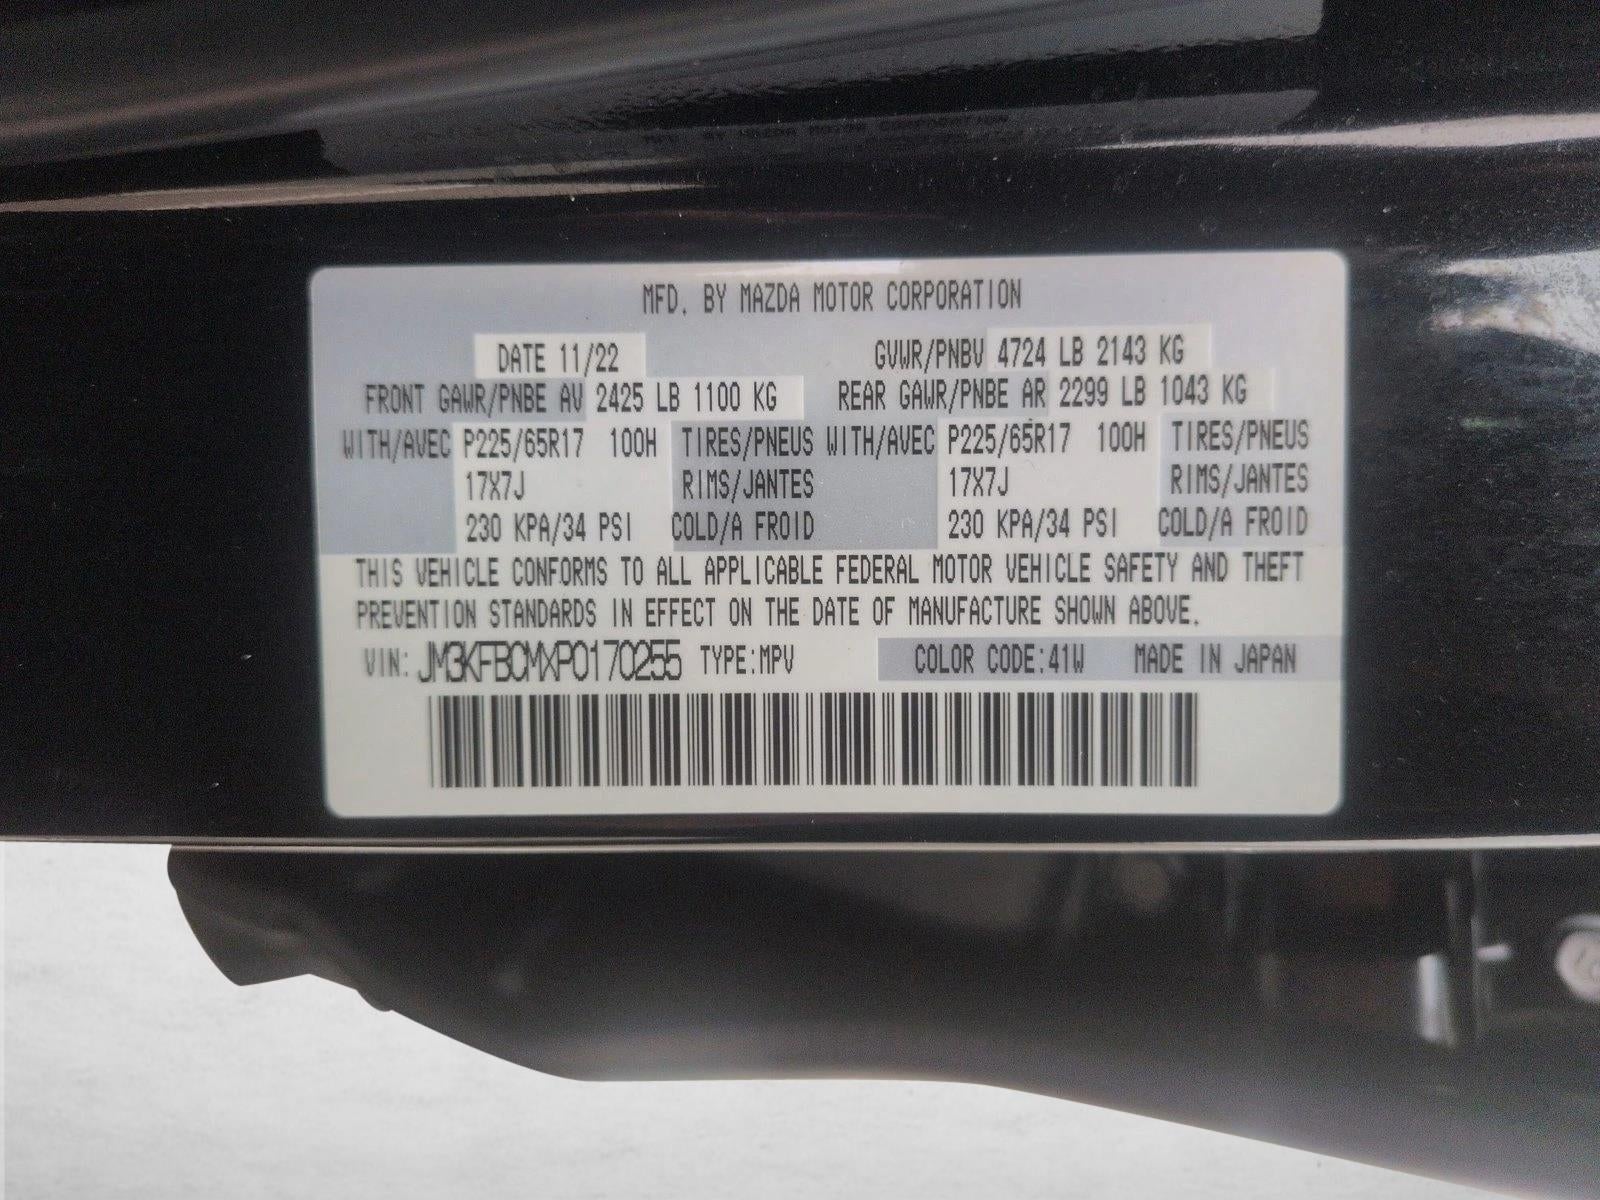 MFD. BY MAZDA MOTOR CORPORATION
DATE 11/22 GVWR/PNBV 4724 LB 2143 KG
FRONT GAWR/PNBE AV 2425 LB 1100 KG REAR GAWR/PNBE AR 2299 LB 1043 KG
WITH/AVEC P225/65R17 100H TIRES/PNEUS WITH/AVEC P225/65R17 100H TIRES/PNEUS
17X7J RIMS/JANTES 17X7J RIMS/JANTES
230 KPA/34 PSI COLD/A FROID 230 KPA/34 PSI COLD/A FROID
THIS VEHICLE CONFORMS TO ALL APPLICABLE FEDERAL MOTOR VEHICLE SAFETY AND THEFT
PREVENTION STANDARDS IN EFFECT ON THE DATE OF MANUFACTURE SHOWN ABOVE.
VIN: JM3KFBCMXP0170255 TYPE:MPV COLOR CODE:41W MADE IN JAPAN